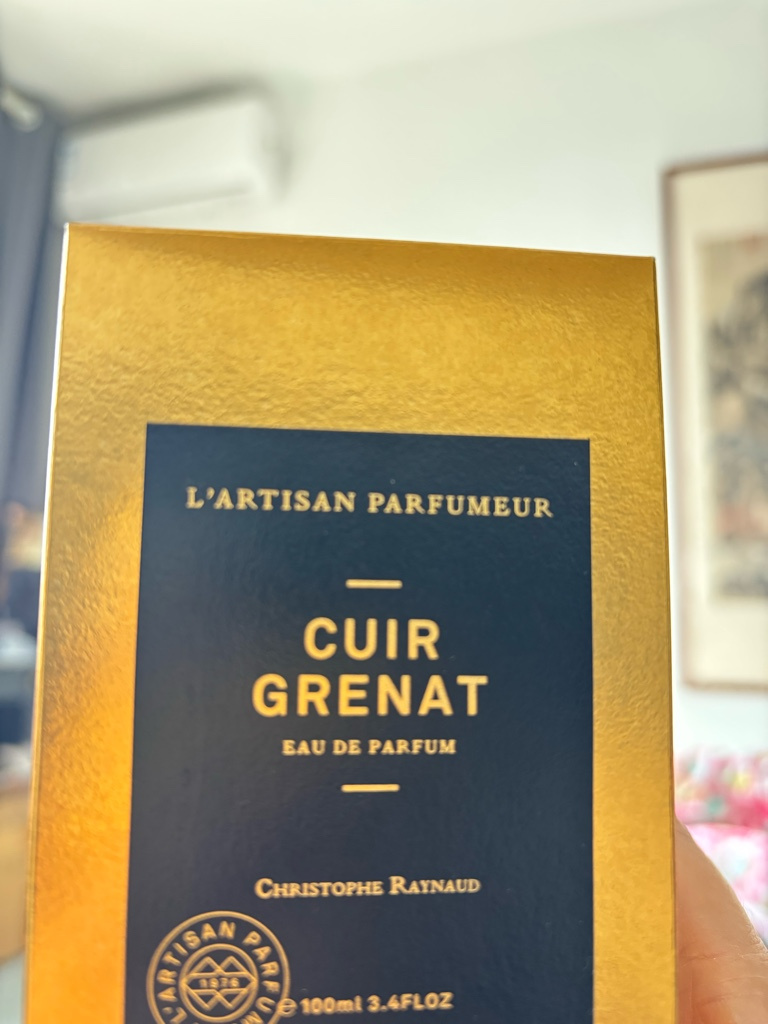 L'ARTISAN PARFUMEUR
CUIR
GRENAT
EAU DE PARFUM
CHRISTOPHE RAYNAUD
L'ARTISAN PARFUM
1976
℮ 100ml 3.4FLOZ